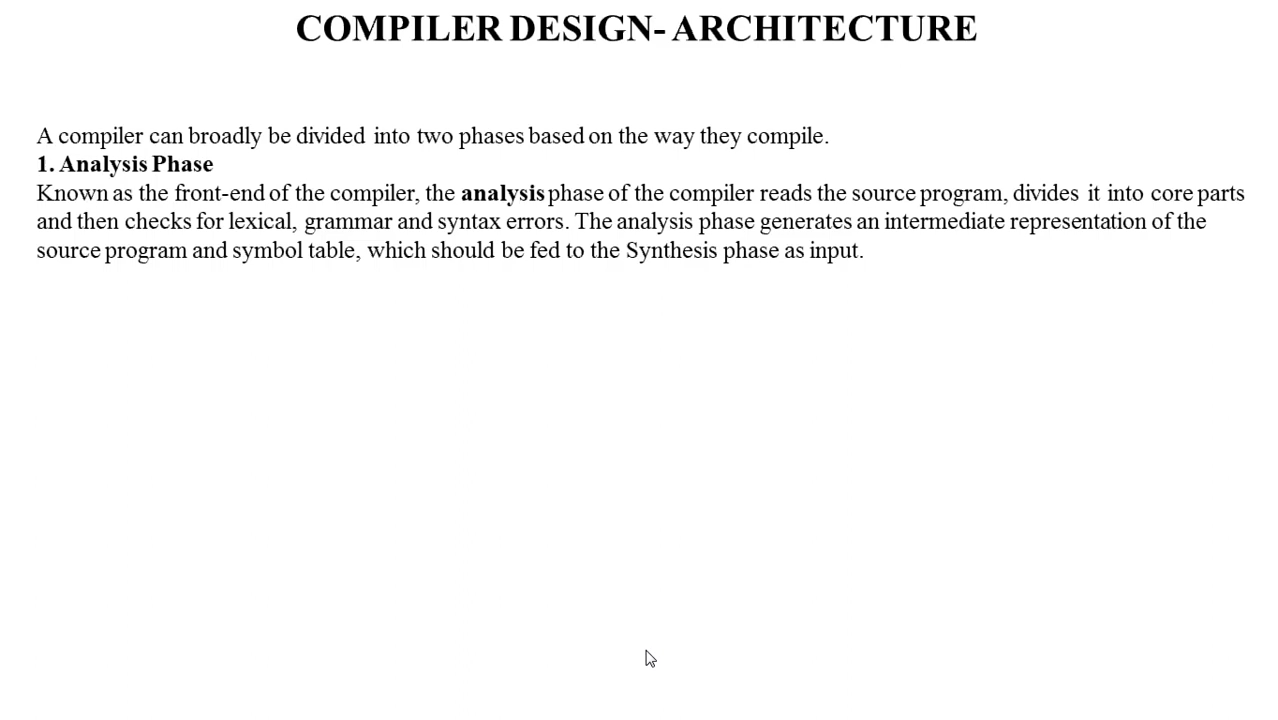 COMPILER DESIGN- ARCHITECTURE
A compiler can broadly be divided into two phases based on the way they compile.
1. Analysis Phase
Known as the front-end of the compiler, the analysis phase of the compiler reads the source program, divides it into core parts
and then checks for lexical, grammar and syntax errors. The analysis phase generates an intermediate representation of the
source program and symbol table, which should be fed to the Synthesis phase as input.